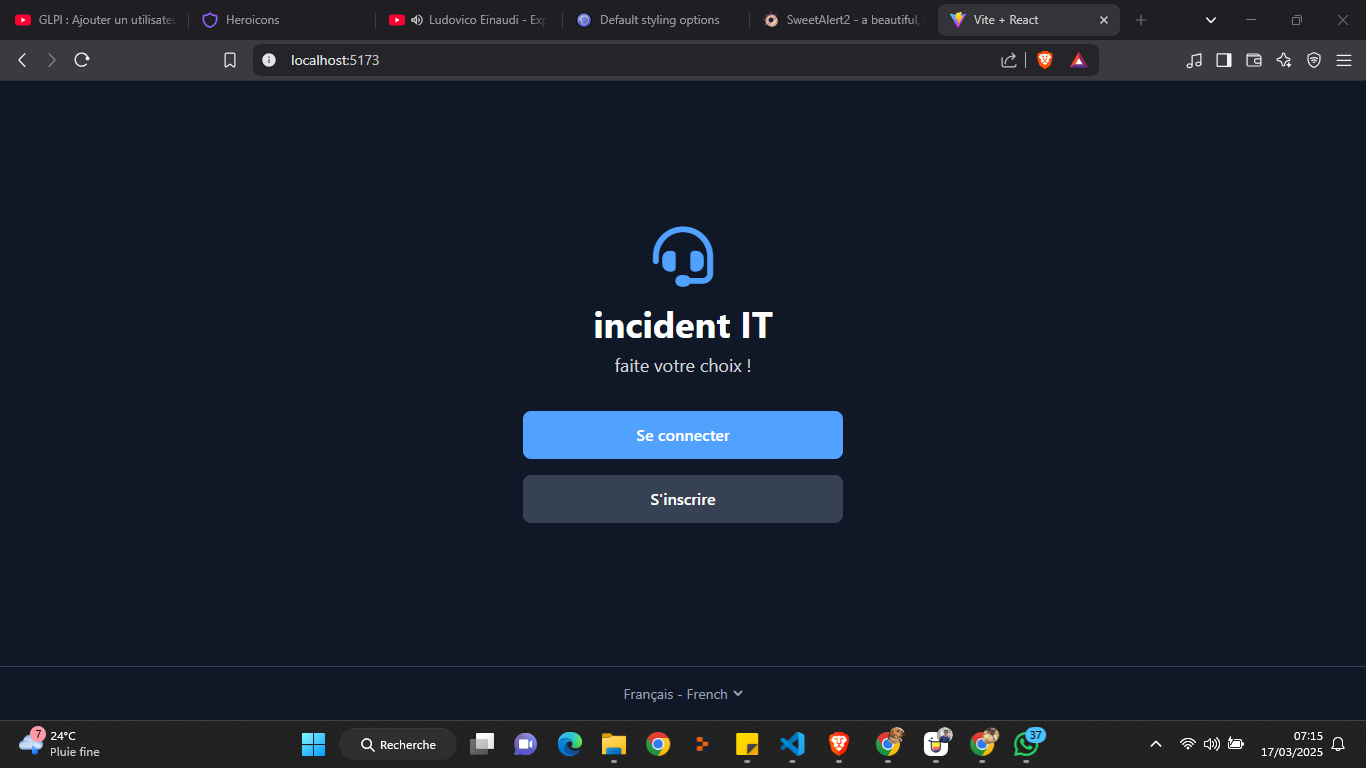 GLPI : Ajouter un utilisateu
Heroicons
Ludovico Einaudi - Exp
Default styling options
SweetAlert2 - a beautiful,
Vite + React
localhost:5173
incident IT
faite votre choix !
Se connecter
S'inscrire
Français - French
7
24°C
Pluie fine
Recherche
37
07:15
17/03/2025